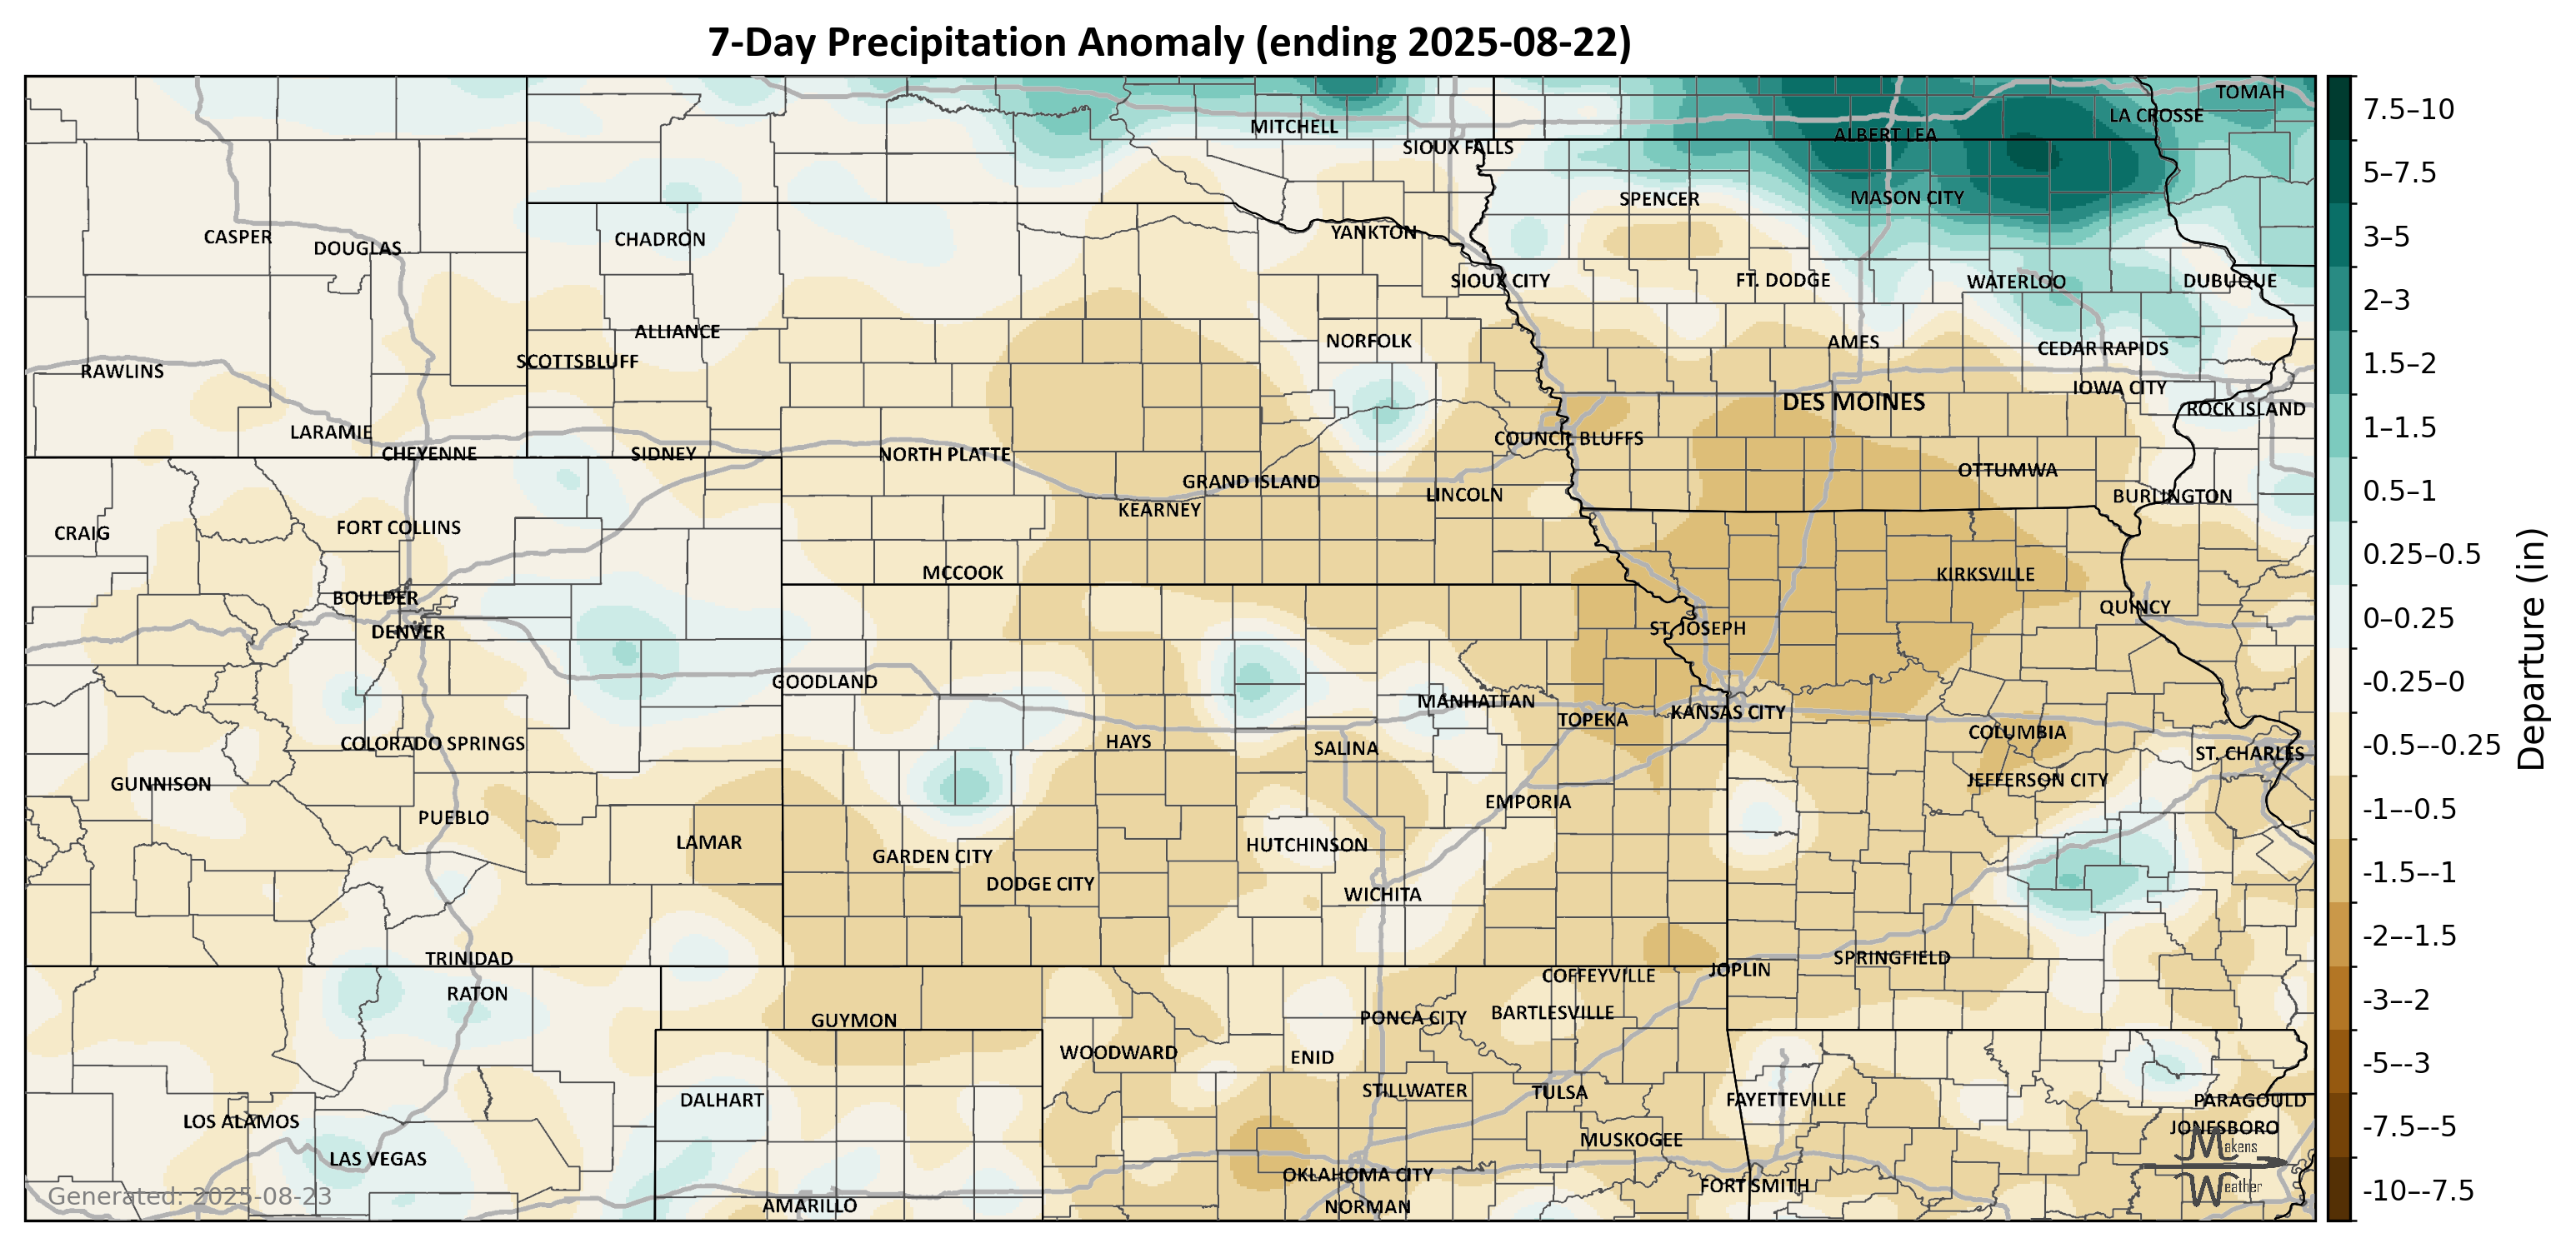 7-Day Precipitation Anomaly (ending 2025-08-22)
TOMAH
LA CROSSE
MITCHELL
ALBERT LEA
SIOUX FALLS
SPENCER
MASON CITY
YANKTON
CASPER
DOUGLAS
CHADRON
SIOUX CITY
FT. DODGE
WATERLOO
DUBUQUE
ALLIANCE
NORFOLK
AMES
CEDAR RAPIDS
SCOTTSBLUFF
RAWLINS
IOWA CITY
DES MOINES
ROCK ISLAND
LARAMIE
COUNCIL BLUFFS
CHEYENNE
SIDNEY
NORTH PLATTE
OTTUMWA
GRAND ISLAND
LINCOLN
BURLINGTON
KEARNEY
CRAIG
FORT COLLINS
MCCOOK
KIRKSVILLE
BOULDER
QUINCY
DENVER
ST. JOSEPH
GOODLAND
MANHATTAN
TOPEKA
KANSAS CITY
COLUMBIA
COLORADO SPRINGS
HAYS
SALINA
ST. CHARLES
GUNNISON
JEFFERSON CITY
EMPORIA
PUEBLO
LAMAR
GARDEN CITY
HUTCHINSON
DODGE CITY
WICHITA
TRINIDAD
SPRINGFIELD
JOPLIN
COFFEYVILLE
RATON
GUYMON
PONCA CITY
BARTLESVILLE
WOODWARD
ENID
STILLWATER
TULSA
DALHART
FAYETTEVILLE
PARAGOULD
LOS ALAMOS
JONESBORO
MUSKOGEE
LAS VEGAS
OKLAHOMA CITY
FORT SMITH
AMARILLO
NORMAN
Makens
Weather
Generated: 2025-08-23
7.5–10
5–7.5
3–5
2–3
1.5–2
1–1.5
0.5–1
0.25–0.5
0–0.25
-0.25–0
-0.5–-0.25
-1–-0.5
-1.5–-1
-2–-1.5
-3–-2
-5–-3
-7.5–-5
-10–-7.5
Departure (in)